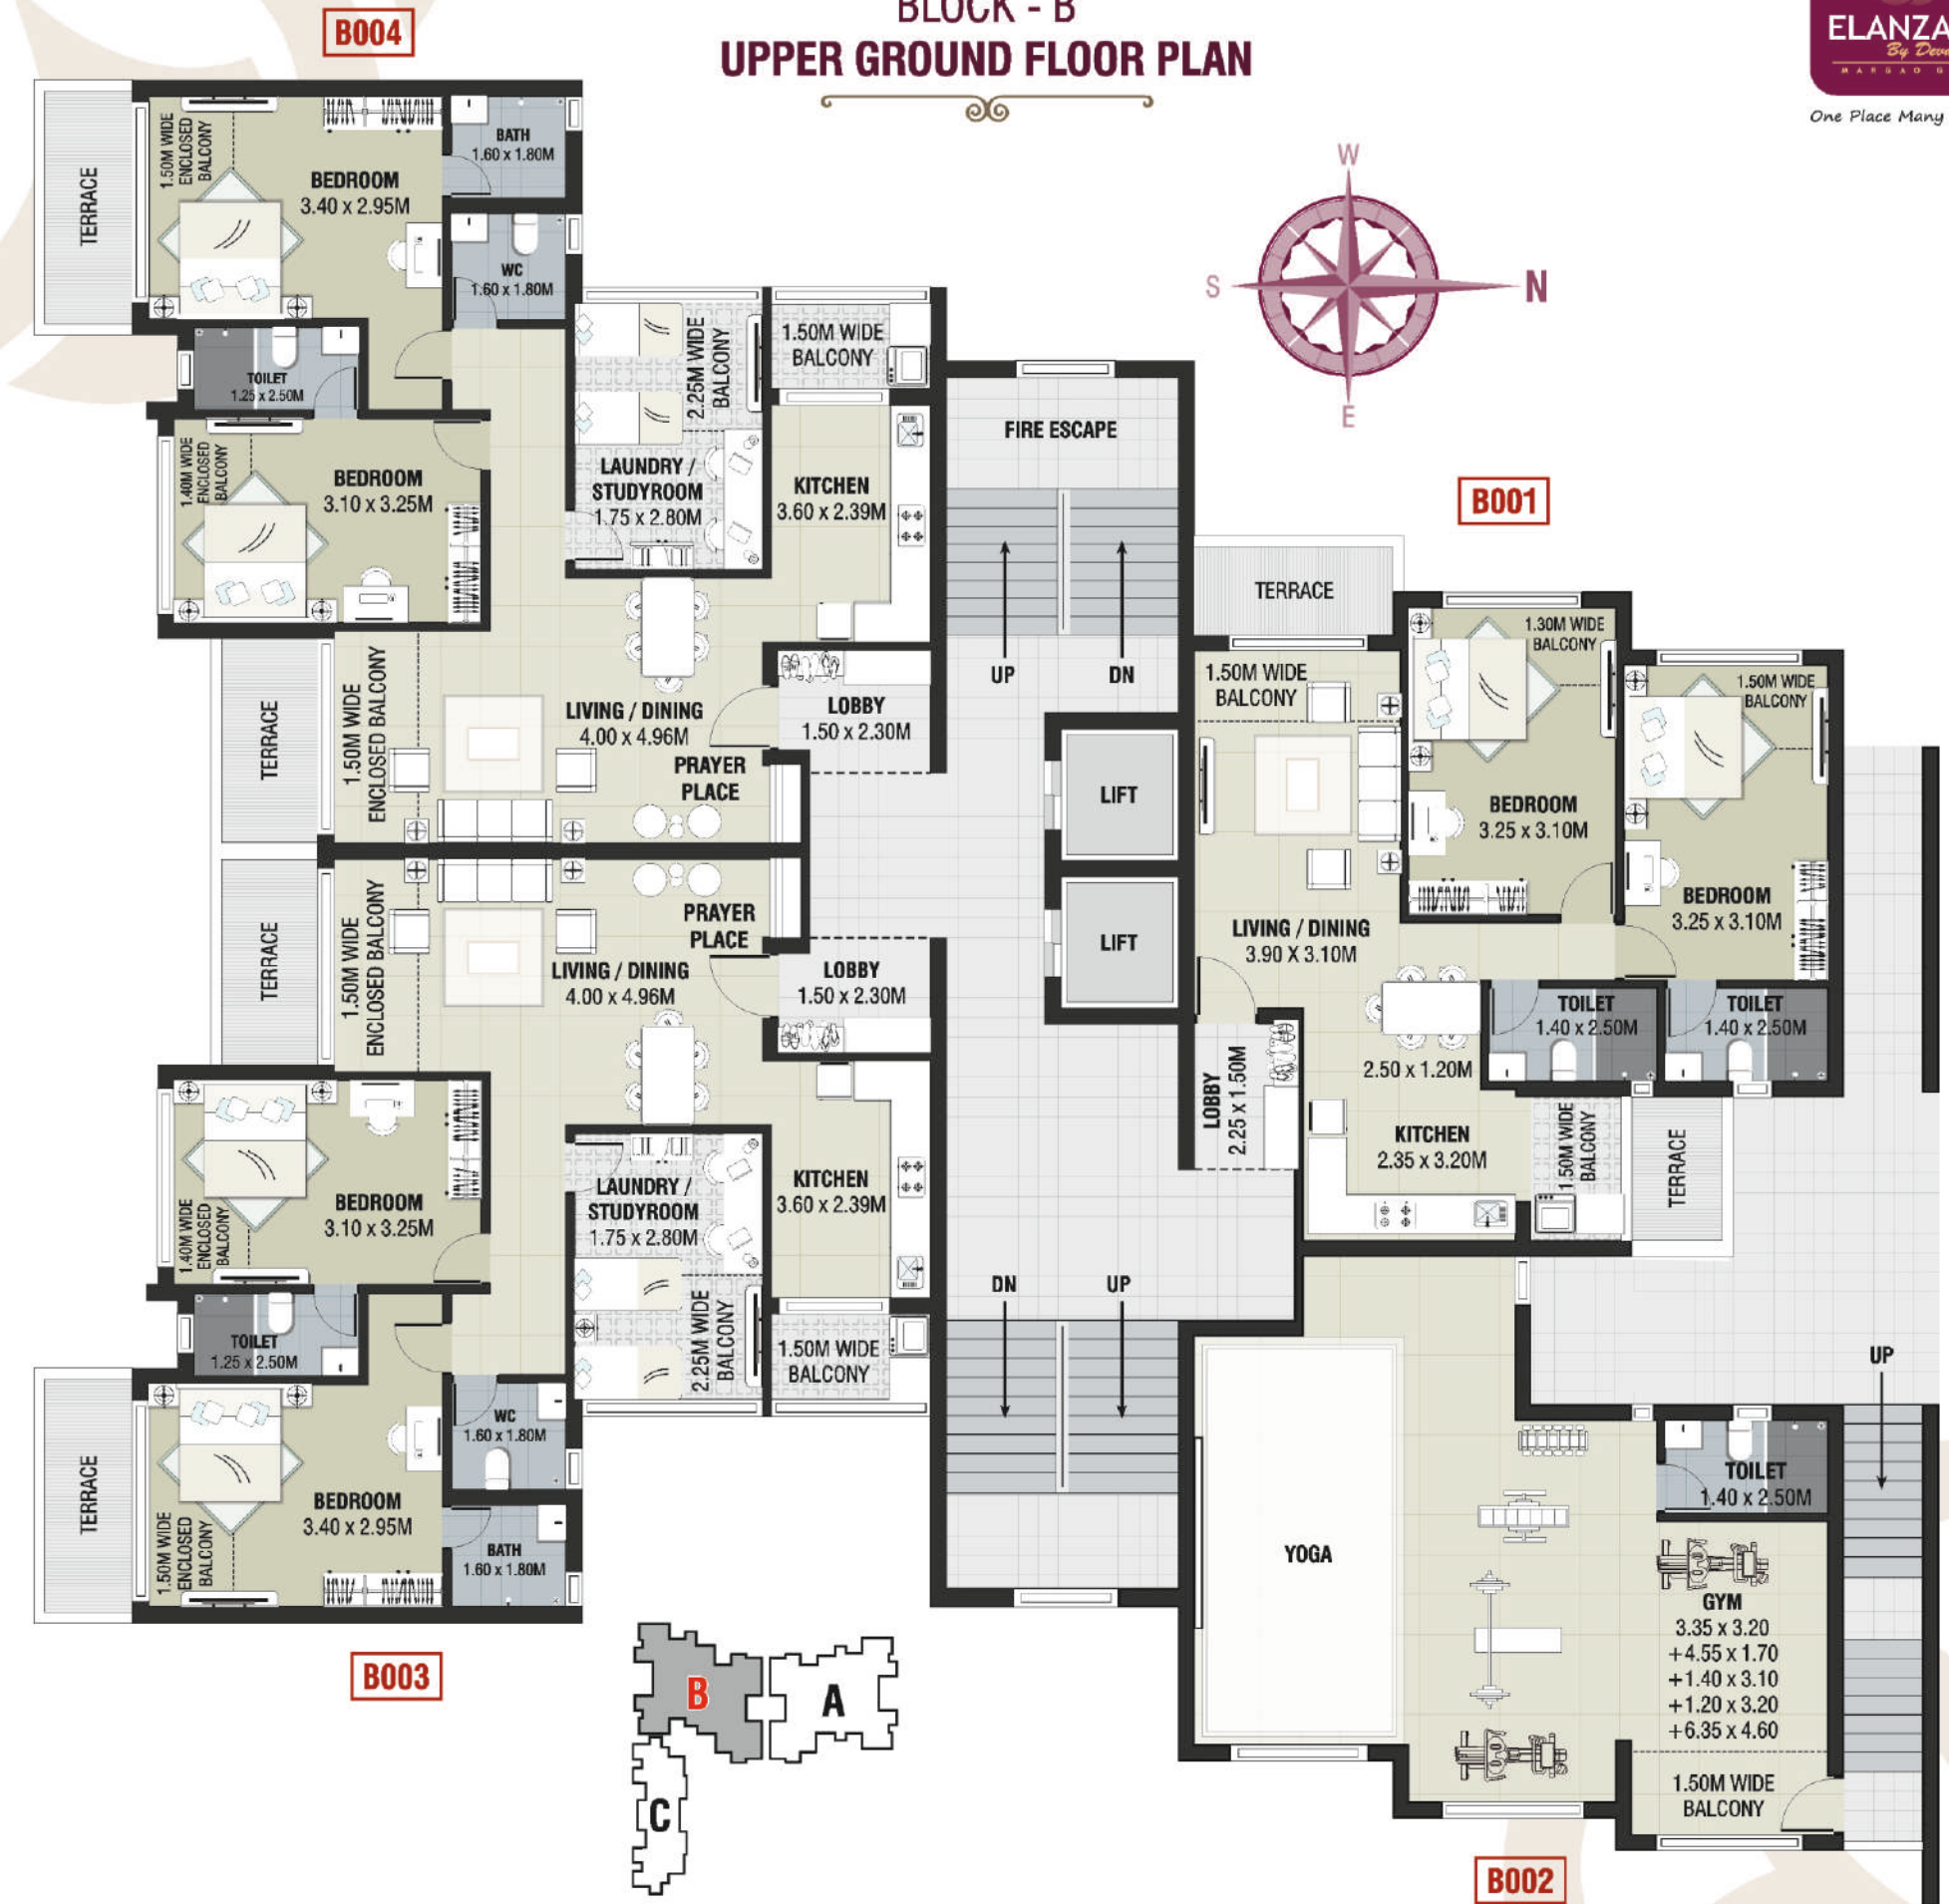 BLOCK - B
UPPER GROUND FLOOR PLAN
ELANZA
By Deve
MARGAO G
One Place Many
W
S
N
E
B004
TERRACE
1.50M WIDE
ENCLOSED
BALCONY
BEDROOM
3.40 x 2.95M
BATH
1.60 x 1.80M
WC
1.60 x 1.80M
TOILET
1.25 x 2.50M
1.40M WIDE
ENCLOSED
BALCONY
BEDROOM
3.10 x 3.25M
2.25M WIDE
BALCONY
LAUNDRY /
STUDYROOM
1.75 x 2.80M
1.50M WIDE
BALCONY
KITCHEN
3.60 x 2.39M
TERRACE
1.50M WIDE
ENCLOSED BALCONY
LIVING / DINING
4.00 x 4.96M
PRAYER
PLACE
LOBBY
1.50 x 2.30M
FIRE ESCAPE
UP
DN
LIFT
LIFT
DN
UP
TERRACE
1.50M WIDE
ENCLOSED BALCONY
PRAYER
PLACE
LIVING / DINING
4.00 x 4.96M
LOBBY
1.50 x 2.30M
BEDROOM
3.10 x 3.25M
1.40M WIDE
ENCLOSED
BALCONY
LAUNDRY /
STUDYROOM
1.75 x 2.80M
2.25M WIDE
BALCONY
KITCHEN
3.60 x 2.39M
1.50M WIDE
BALCONY
TOILET
1.25 x 2.50M
WC
1.60 x 1.80M
TERRACE
BEDROOM
3.40 x 2.95M
1.50M WIDE
ENCLOSED
BALCONY
BATH
1.60 x 1.80M
B003
B001
TERRACE
1.50M WIDE
BALCONY
1.30M WIDE
BALCONY
1.50M WIDE
BALCONY
BEDROOM
3.25 x 3.10M
BEDROOM
3.25 x 3.10M
LIVING / DINING
3.90 X 3.10M
TOILET
1.40 x 2.50M
TOILET
1.40 x 2.50M
2.50 x 1.20M
LOBBY
2.25 x 1.50M
KITCHEN
2.35 x 3.20M
1.50M WIDE
BALCONY
TERRACE
UP
TOILET
1.40 x 2.50M
YOGA
GYM
3.35 x 3.20
+4.55 x 1.70
+1.40 x 3.10
+1.20 x 3.20
+6.35 x 4.60
1.50M WIDE
BALCONY
B002
B
A
C